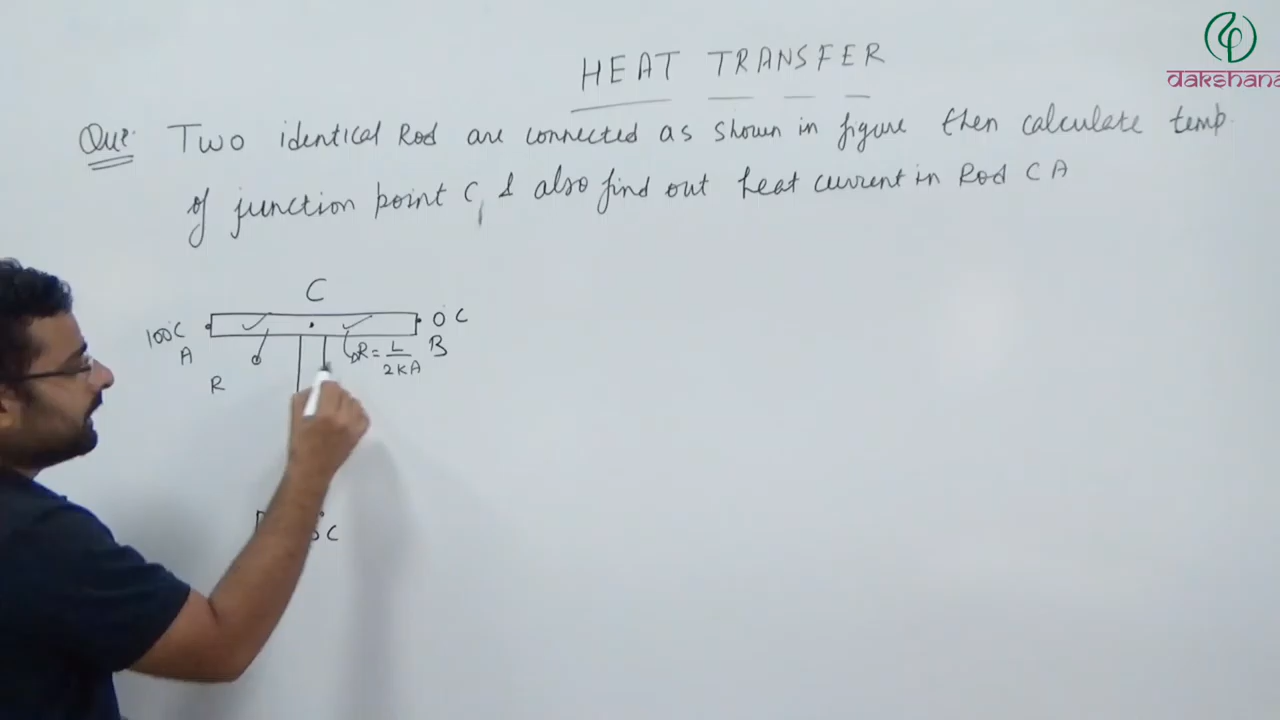 dakshana
HEAT TRANSFER
Que: Two identical Rod are connected as shown in figure then calculate temp.
of junction point C, & also find out heat current in Rod CA
C
100°C
0°C
A
B
R = L/2KA
R
C